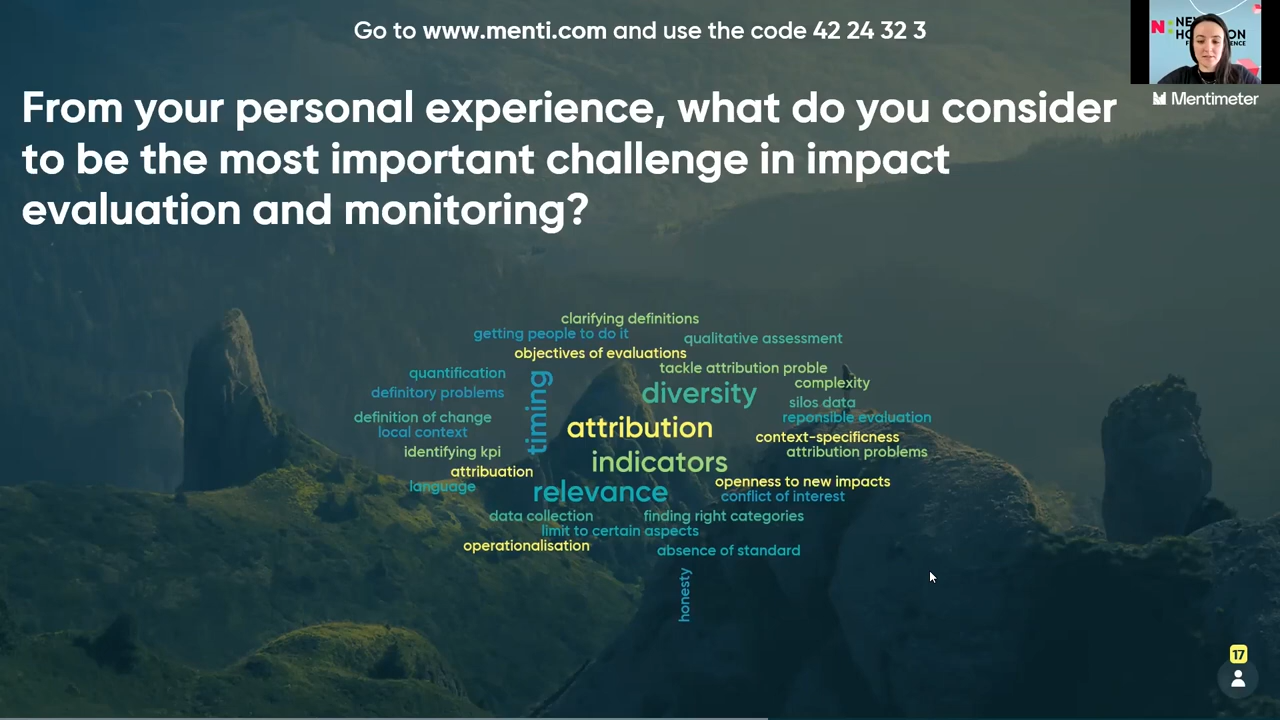 Go to www.menti.com and use the code 42 24 32 3
Mentimeter
From your personal experience, what do you consider
to be the most important challenge in impact
evaluation and monitoring?
clarifying definitions
getting people to do it
qualitative assessment
objectives of evaluations
tackle attribution proble
quantification
timing
complexity
definitory problems
diversity
silos data
definition of change
reponsible evaluation
local context
attribution
context-specificness
identifying kpi
attribution problems
indicators
attribuation
openness to new impacts
language
relevance
conflict of interest
data collection
finding right categories
limit to certain aspects
operationalisation
absence of standard
honesty
17